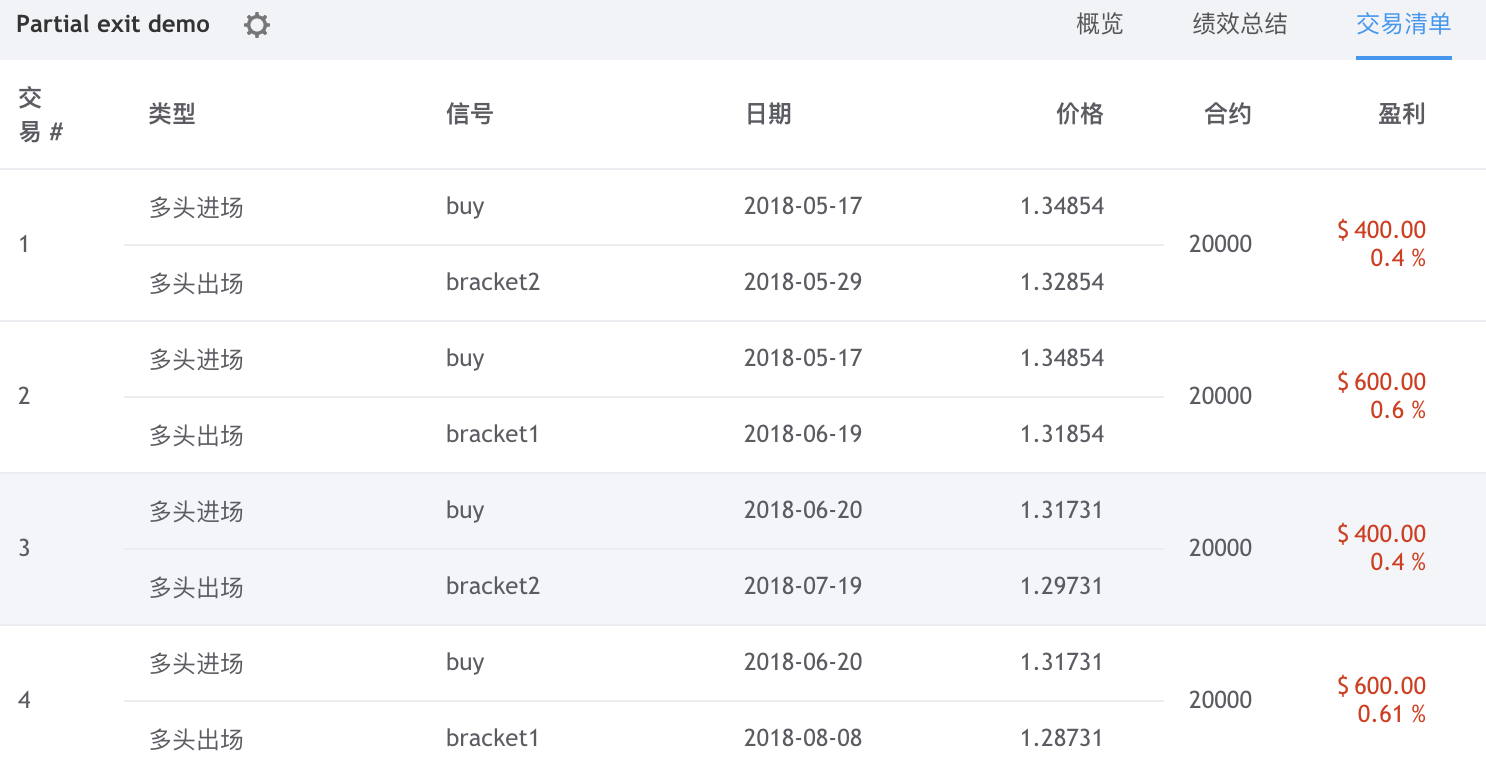 Partial exit demo 概览 绩效总结 交易清单
交
易 # 类型 信号 日期 价格 合约 盈利
1 多头进场 buy 2018-05-17 1.34854 20000 $ 400.00
0.4 %
多头出场 bracket2 2018-05-29 1.32854
2 多头进场 buy 2018-05-17 1.34854 20000 $ 600.00
0.6 %
多头出场 bracket1 2018-06-19 1.31854
3 多头进场 buy 2018-06-20 1.31731 20000 $ 400.00
0.4 %
多头出场 bracket2 2018-07-19 1.29731
4 多头进场 buy 2018-06-20 1.31731 20000 $ 600.00
0.61 %
多头出场 bracket1 2018-08-08 1.28731